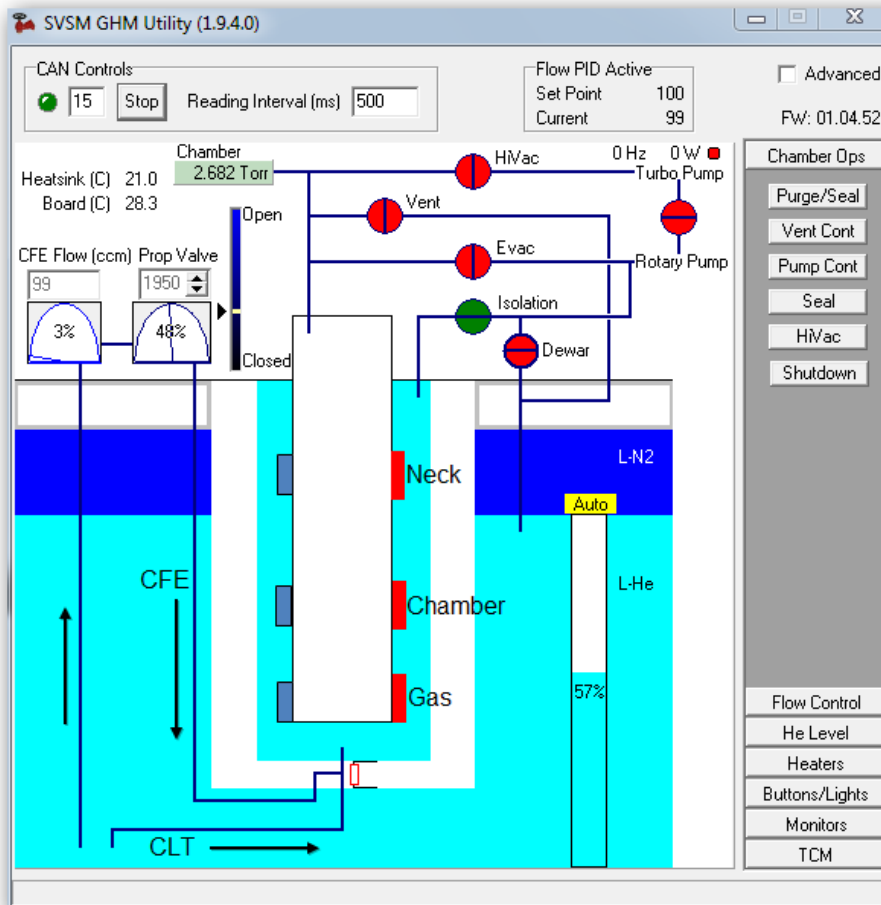 SVSM GHM Utility (1.9.4.0)
CAN Controls
15 Stop Reading Interval (ms) 500
Flow PID Active
Set Point 100
Current 99
Advanced
FW: 01.04.52
Chamber
2.682 Torr
Heatsink (C) 21.0
Board (C) 28.3
HiVac
0 Hz 0 W
Turbo Pump
Vent
Open
CFE Flow (ccm) Prop Valve
99 1950
Evac
Rotary Pump
Isolation
3% 48%
Closed
Dewar
Chamber Ops
Purge/Seal
Vent Cont
Pump Cont
Seal
HiVac
Shutdown
Neck
L-N2
Auto
CFE
Chamber
L-He
Gas
57%
CLT
Flow Control
He Level
Heaters
Buttons/Lights
Monitors
TCM